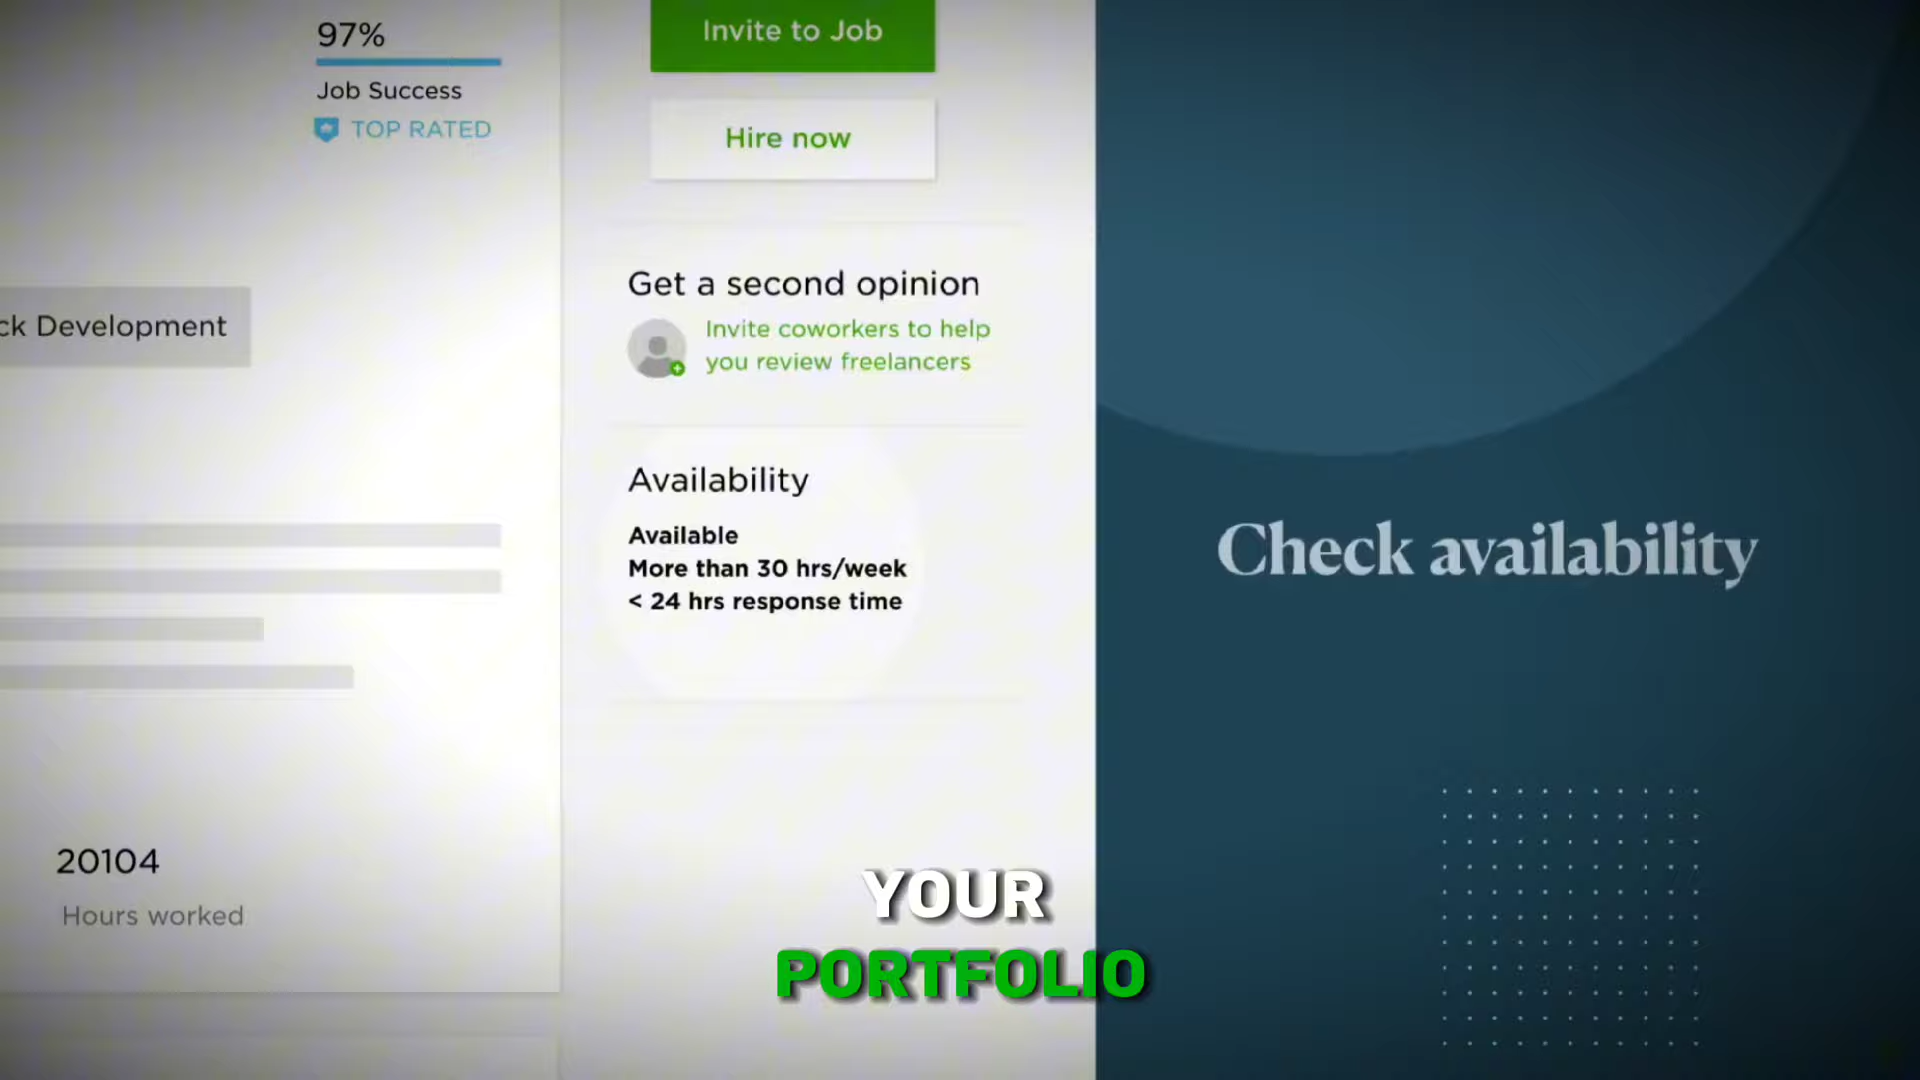 97%
Job Success
TOP RATED
ck Development
20104
Hours worked
Invite to Job
Hire now
Get a second opinion
Invite coworkers to help
you review freelancers
Availability
Available
More than 30 hrs/week
< 24 hrs response time
Check availability
YOUR
PORTFOLIO